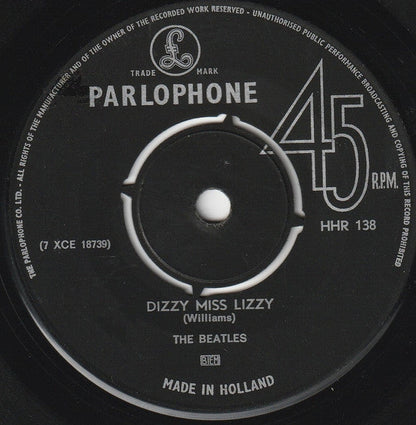 ALL RIGHTS OF THE MANUFACTURER AND OF THE OWNER OF THE RECORDED WORK RESERVED - UNAUTHORISED PUBLIC PERFORMANCE BROADCASTING AND COPYING OF THIS RECORD PROHIBITED
THE PARLOPHONE CO. LTD. -
£
TRADE MARK
PARLOPHONE
45
R.P.M.
HHR 138
(7 XCE 18739)
DIZZY MISS LIZZY
(Williams)
THE BEATLES
BIEM
MADE IN HOLLAND